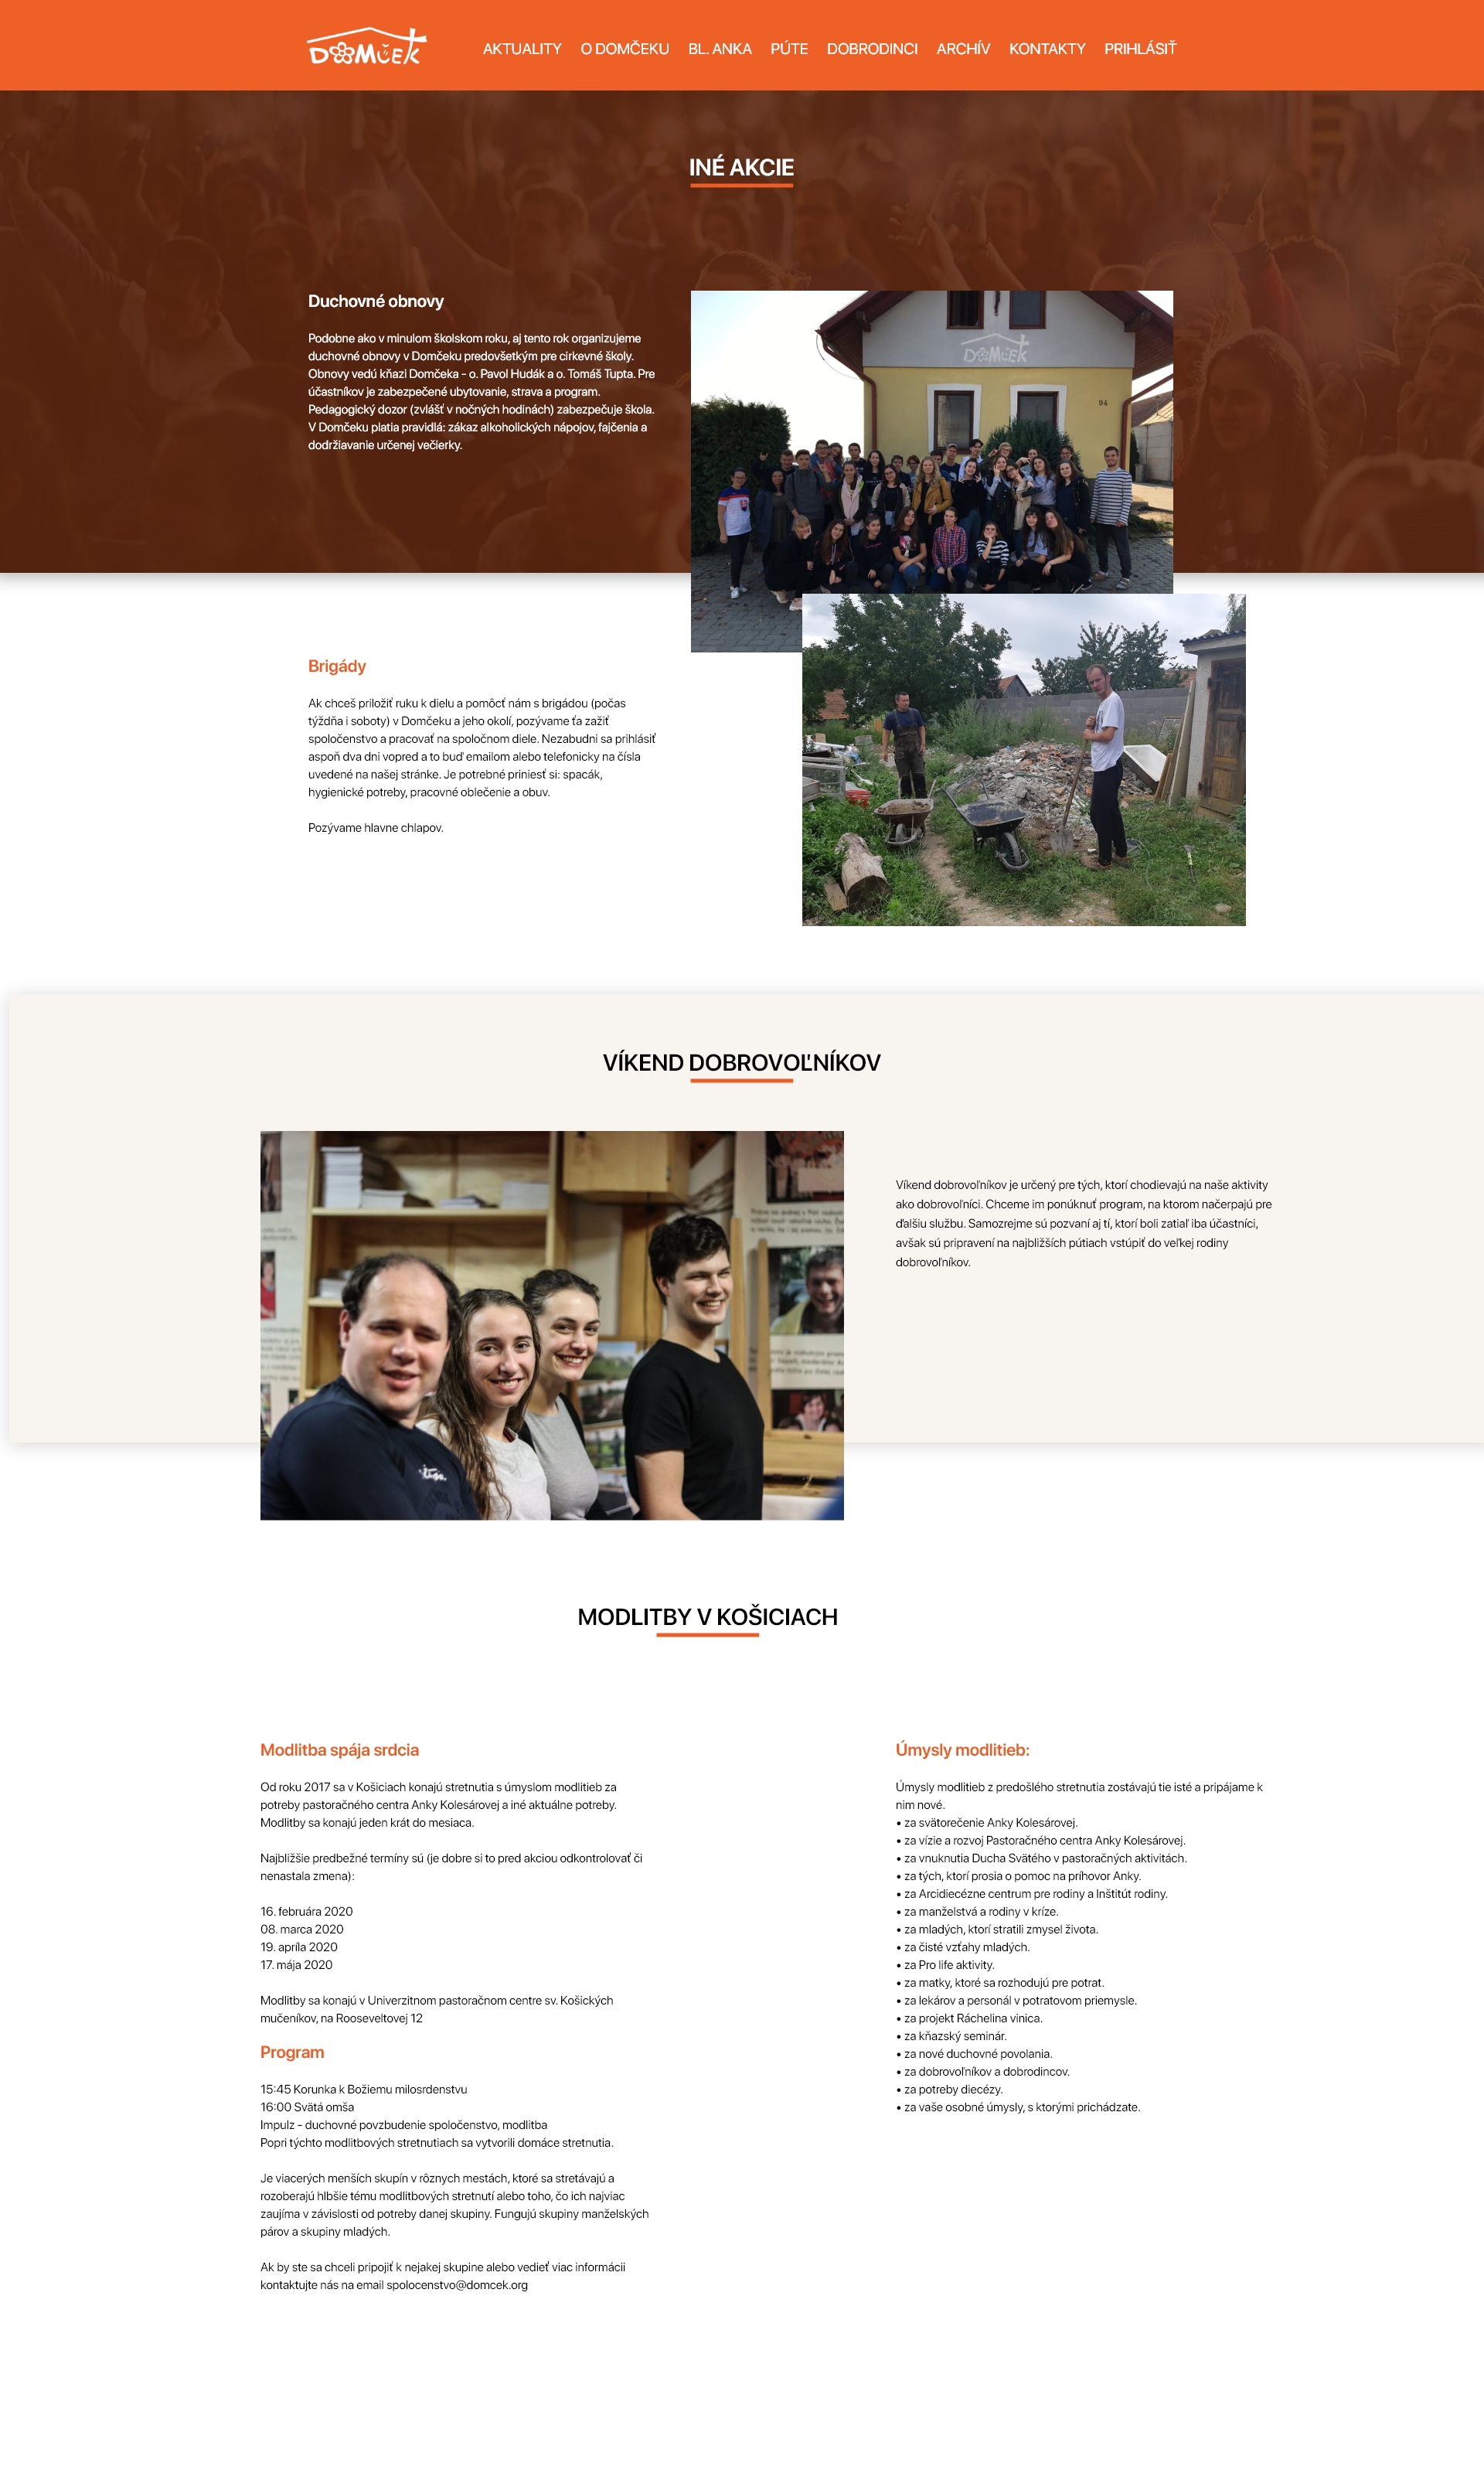 DOMČEK
AKTUALITY O DOMČEKU BL. ANKA PÚTE DOBRODINCI ARCHÍV KONTAKTY PRIHLÁSIŤ
INÉ AKCIE
Duchovné obnovy
Podobne ako v minulom školskom roku, aj tento rok organizujeme
duchovné obnovy v Domčeku predovšetkým pre cirkevné školy.
Obnovy vedú kňazi Domčeka - o. Pavol Hudák a o. Tomáš Tupta. Pre
účastníkov je zabezpečené ubytovanie, strava a program.
Pedagogický dozor (zvlášť v nočných hodinách) zabezpečuje škola.
V Domčeku platia pravidlá: zákaz alkoholických nápojov, fajčenia a
dodržiavanie určenej večierky.
DOMČEK
94
Brigády
Ak chceš priložiť ruku k dielu a pomôcť nám s brigádou (počas
týždňa i soboty) v Domčeku a jeho okolí, pozývame ťa zažiť
spoločenstvo a pracovať na spoločnom diele. Nezabudni sa prihlásiť
aspoň dva dni vopred a to buď emailom alebo telefonicky na čísla
uvedené na našej stránke. Je potrebné priniesť si: spacák,
hygienické potreby, pracovné oblečenie a obuv.
Pozývame hlavne chlapov.
VÍKEND DOBROVOĽNÍKOV
Víkend dobrovoľníkov je určený pre tých, ktorí chodievajú na naše aktivity
ako dobrovoľníci. Chceme im ponúknuť program, na ktorom načerpajú pre
ďalšiu službu. Samozrejme sú pozvaní aj tí, ktorí boli zatiaľ iba účastníci,
avšak sú pripravení na najbližších pútiach vstúpiť do veľkej rodiny
dobrovoľníkov.
MODLITBY V KOŠICIACH
Modlitba spája srdcia
Od roku 2017 sa v Košiciach konajú stretnutia s úmyslom modlitieb za
potreby pastoračného centra Anky Kolesárovej a iné aktuálne potreby.
Modlitby sa konajú jeden krát do mesiaca.
Najbližšie predbežné termíny sú (je dobre si to pred akciou odkontrolovať či
nenastala zmena):
16. februára 2020
08. marca 2020
19. apríla 2020
17. mája 2020
Modlitby sa konajú v Univerzitnom pastoračnom centre sv. Košických
mučeníkov, na Rooseveltovej 12
Program
15:45 Korunka k Božiemu milosrdenstvu
16:00 Svätá omša
Impulz - duchovné povzbudenie spoločenstvo, modlitba
Popri týchto modlitbových stretnutiach sa vytvorili domáce stretnutia.
Je viacerých menších skupín v rôznych mestách, ktoré sa stretávajú a
rozoberajú hlbšie tému modlitbových stretnutí alebo toho, čo ich najviac
zaujíma v závislosti od potreby danej skupiny. Fungujú skupiny manželských
párov a skupiny mladých.
Ak by ste sa chceli pripojiť k nejakej skupine alebo vedieť viac informácii
kontaktujte nás na email spolocenstvo@domcek.org
Úmysly modlitieb:
Úmysly modlitieb z predošlého stretnutia zostávajú tie isté a pripájame k
nim nové.
• za svätorečenie Anky Kolesárovej.
• za vízie a rozvoj Pastoračného centra Anky Kolesárovej.
• za vnuknutia Ducha Svätého v pastoračných aktivitách.
• za tých, ktorí prosia o pomoc na príhovor Anky.
• za Arcidiecézne centrum pre rodiny a Inštitút rodiny.
• za manželstvá a rodiny v kríze.
• za mladých, ktorí stratili zmysel života.
• za čisté vzťahy mladých.
• za Pro life aktivity.
• za matky, ktoré sa rozhodujú pre potrat.
• za lekárov a personál v potratovom priemysle.
• za projekt Ráchelina vinica.
• za kňazský seminár.
• za nové duchovné povolania.
• za dobrovoľníkov a dobrodincov.
• za potreby diecézy.
• za vaše osobné úmysly, s ktorými prichádzate.